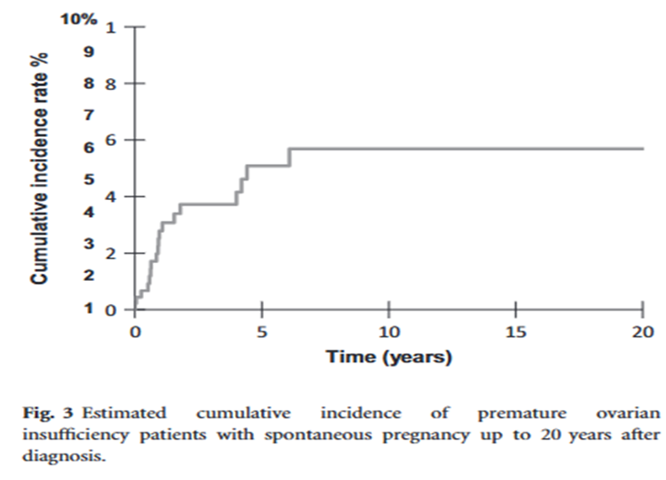 Cumulative incidence rate %
10% 1
9
8 8
7
6 6
5
4 4
3
2 2
1 0
0 5 10 15 20
Time (years)
Fig. 3 Estimated cumulative incidence of premature ovarian
insufficiency patients with spontaneous pregnancy up to 20 years after
diagnosis.